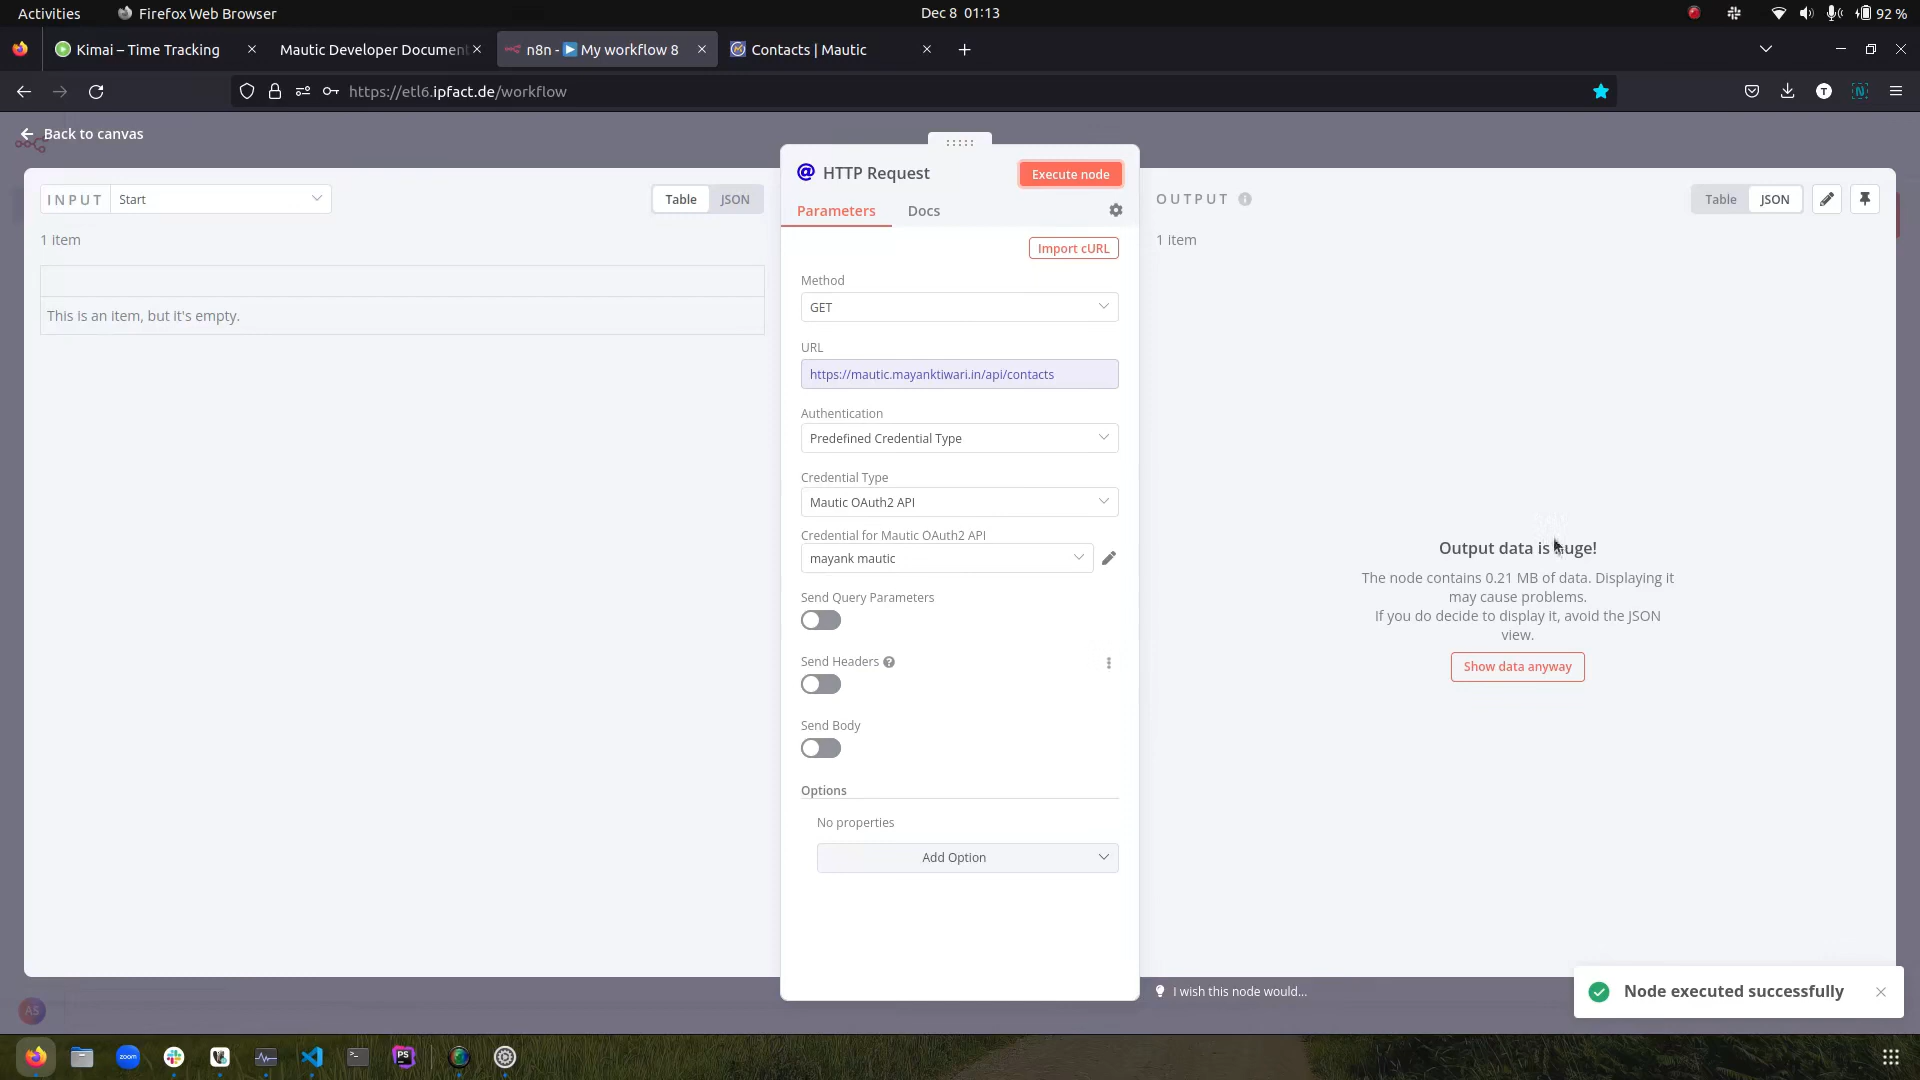 Activities
Firefox Web Browser
Dec 8 01:13
92 %
Kimai – Time Tracking
Mautic Developer Document
n8n - My workflow 8
Contacts | Mautic
https://etl6.ipfact.de/workflow
Back to canvas
INPUT
Start
Table
JSON
1 item
This is an item, but it's empty.
HTTP Request
Execute node
Parameters
Docs
Import cURL
Method
GET
URL
https://mautic.mayanktiwari.in/api/contacts
Authentication
Predefined Credential Type
Credential Type
Mautic OAuth2 API
Credential for Mautic OAuth2 API
mayank mautic
Send Query Parameters
Send Headers
Send Body
Options
No properties
Add Option
OUTPUT
Table
JSON
1 item
Output data is huge!
The node contains 0.21 MB of data. Displaying it
may cause problems.
If you do decide to display it, avoid the JSON
view.
Show data anyway
I wish this node would...
Node executed successfully
AS
zoom
PS